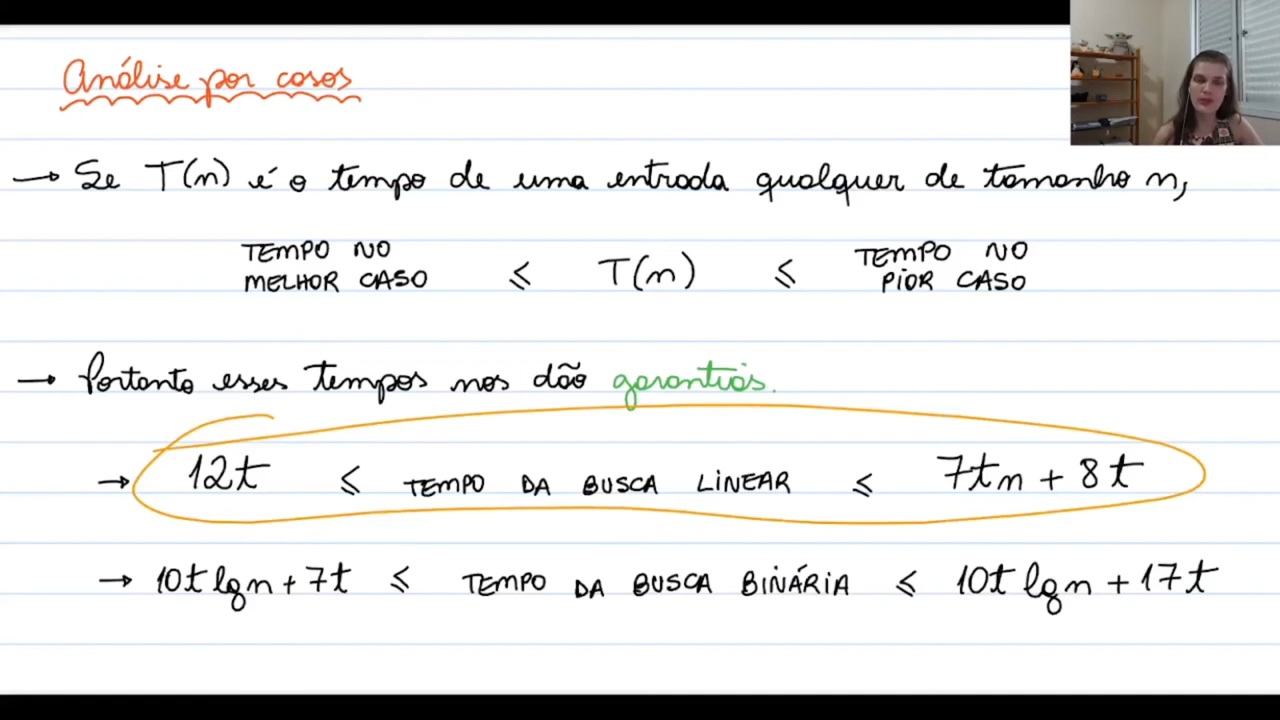 Análise por casos
→ Se T(n) é o tempo de uma entrada qualquer de tamanho n,
TEMPO NO MELHOR CASO ≤ T(n) ≤ TEMPO NO PIOR CASO
→ Portanto esses tempos nos dão garantias.
→ 12t ≤ TEMPO DA BUSCA LINEAR ≤ 7tn + 8t
→ 10t lg n + 7t ≤ TEMPO DA BUSCA BINÁRIA ≤ 10t lg n + 17t